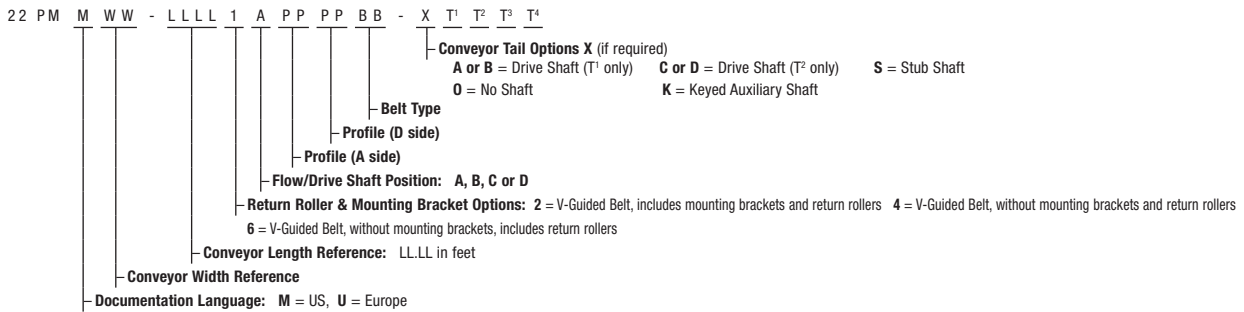 22 PM M WW - LLLL 1 A PP PP BB - X T¹ T² T³ T⁴
Conveyor Tail Options X (if required)
A or B = Drive Shaft (T¹ only) C or D = Drive Shaft (T² only) S = Stub Shaft
O = No Shaft K = Keyed Auxiliary Shaft
Belt Type
Profile (D side)
Profile (A side)
Flow/Drive Shaft Position: A, B, C or D
Return Roller & Mounting Bracket Options: 2 = V-Guided Belt, includes mounting brackets and return rollers 4 = V-Guided Belt, without mounting brackets and return rollers
6 = V-Guided Belt, without mounting brackets, includes return rollers
Conveyor Length Reference: LL.LL in feet
Conveyor Width Reference
Documentation Language: M = US, U = Europe